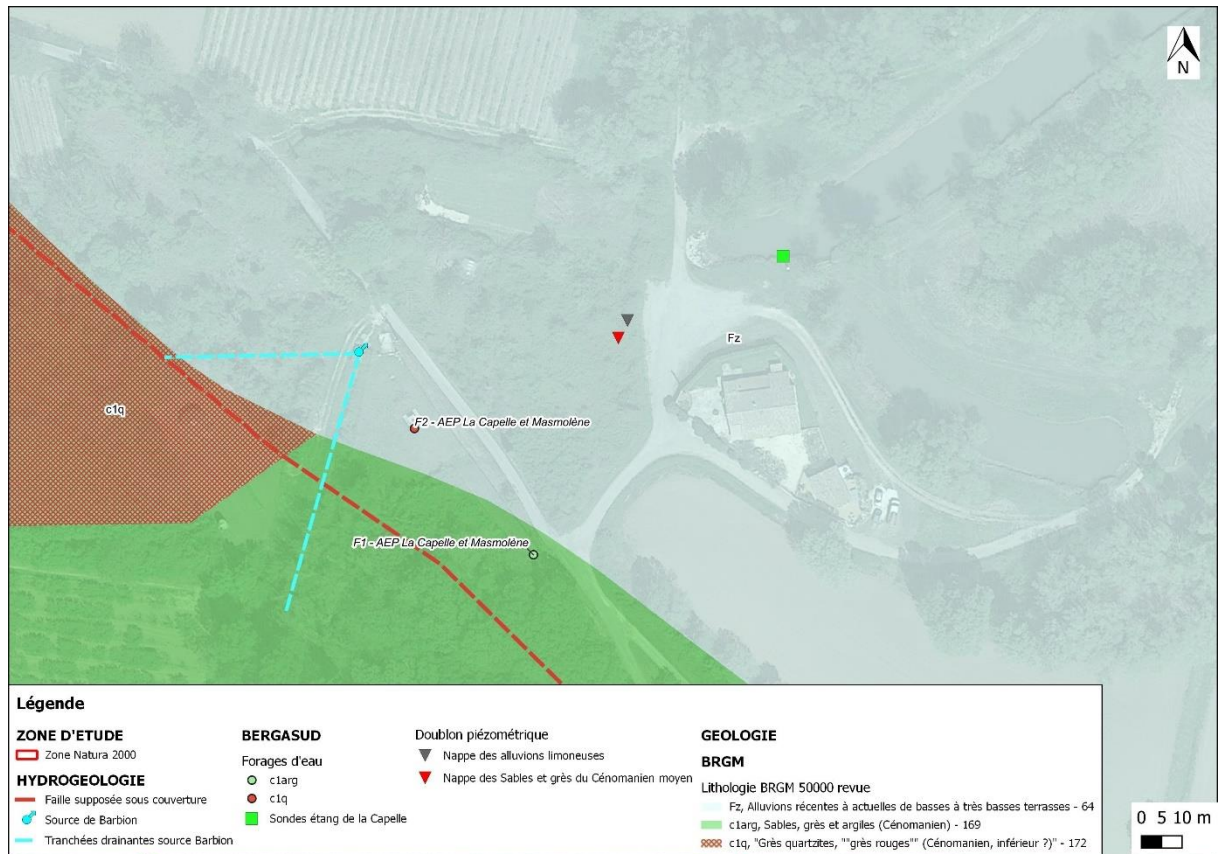 N
Fz
c1q
F2 - AEP La Capelle et Masmolène
F1 - AEP La Capelle et Masmolène
Légende
ZONE D'ETUDE
Zone Natura 2000
HYDROGEOLOGIE
Faille supposée sous couverture
Source de Barbion
Tranchées drainantes source Barbion
BERGASUD
Forages d'eau
c1arg
c1q
Sondes étang de la Capelle
Doublon piézométrique
Nappe des alluvions limoneuses
Nappe des Sables et grès du Cénomanien moyen
GEOLOGIE
BRGM
Lithologie BRGM 50000 revue
Fz, Alluvions récentes à actuelles de basses à très basses terrasses - 64
c1arg, Sables, grès et argiles (Cénomanien) - 169
c1q, "Grès quartzites, ""grès rouges"" (Cénomanien, inférieur ?)" - 172
0 5 10 m